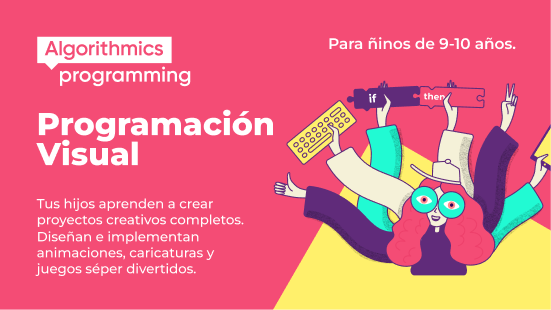 Algorithmics
programming
Para ñinos de 9-10 años.
if
then
Programación
Visual
Tus hijos aprenden a crear
proyectos creativos completos.
Diseñan e implementan
animaciones, caricaturas y
juegos séper divertidos.